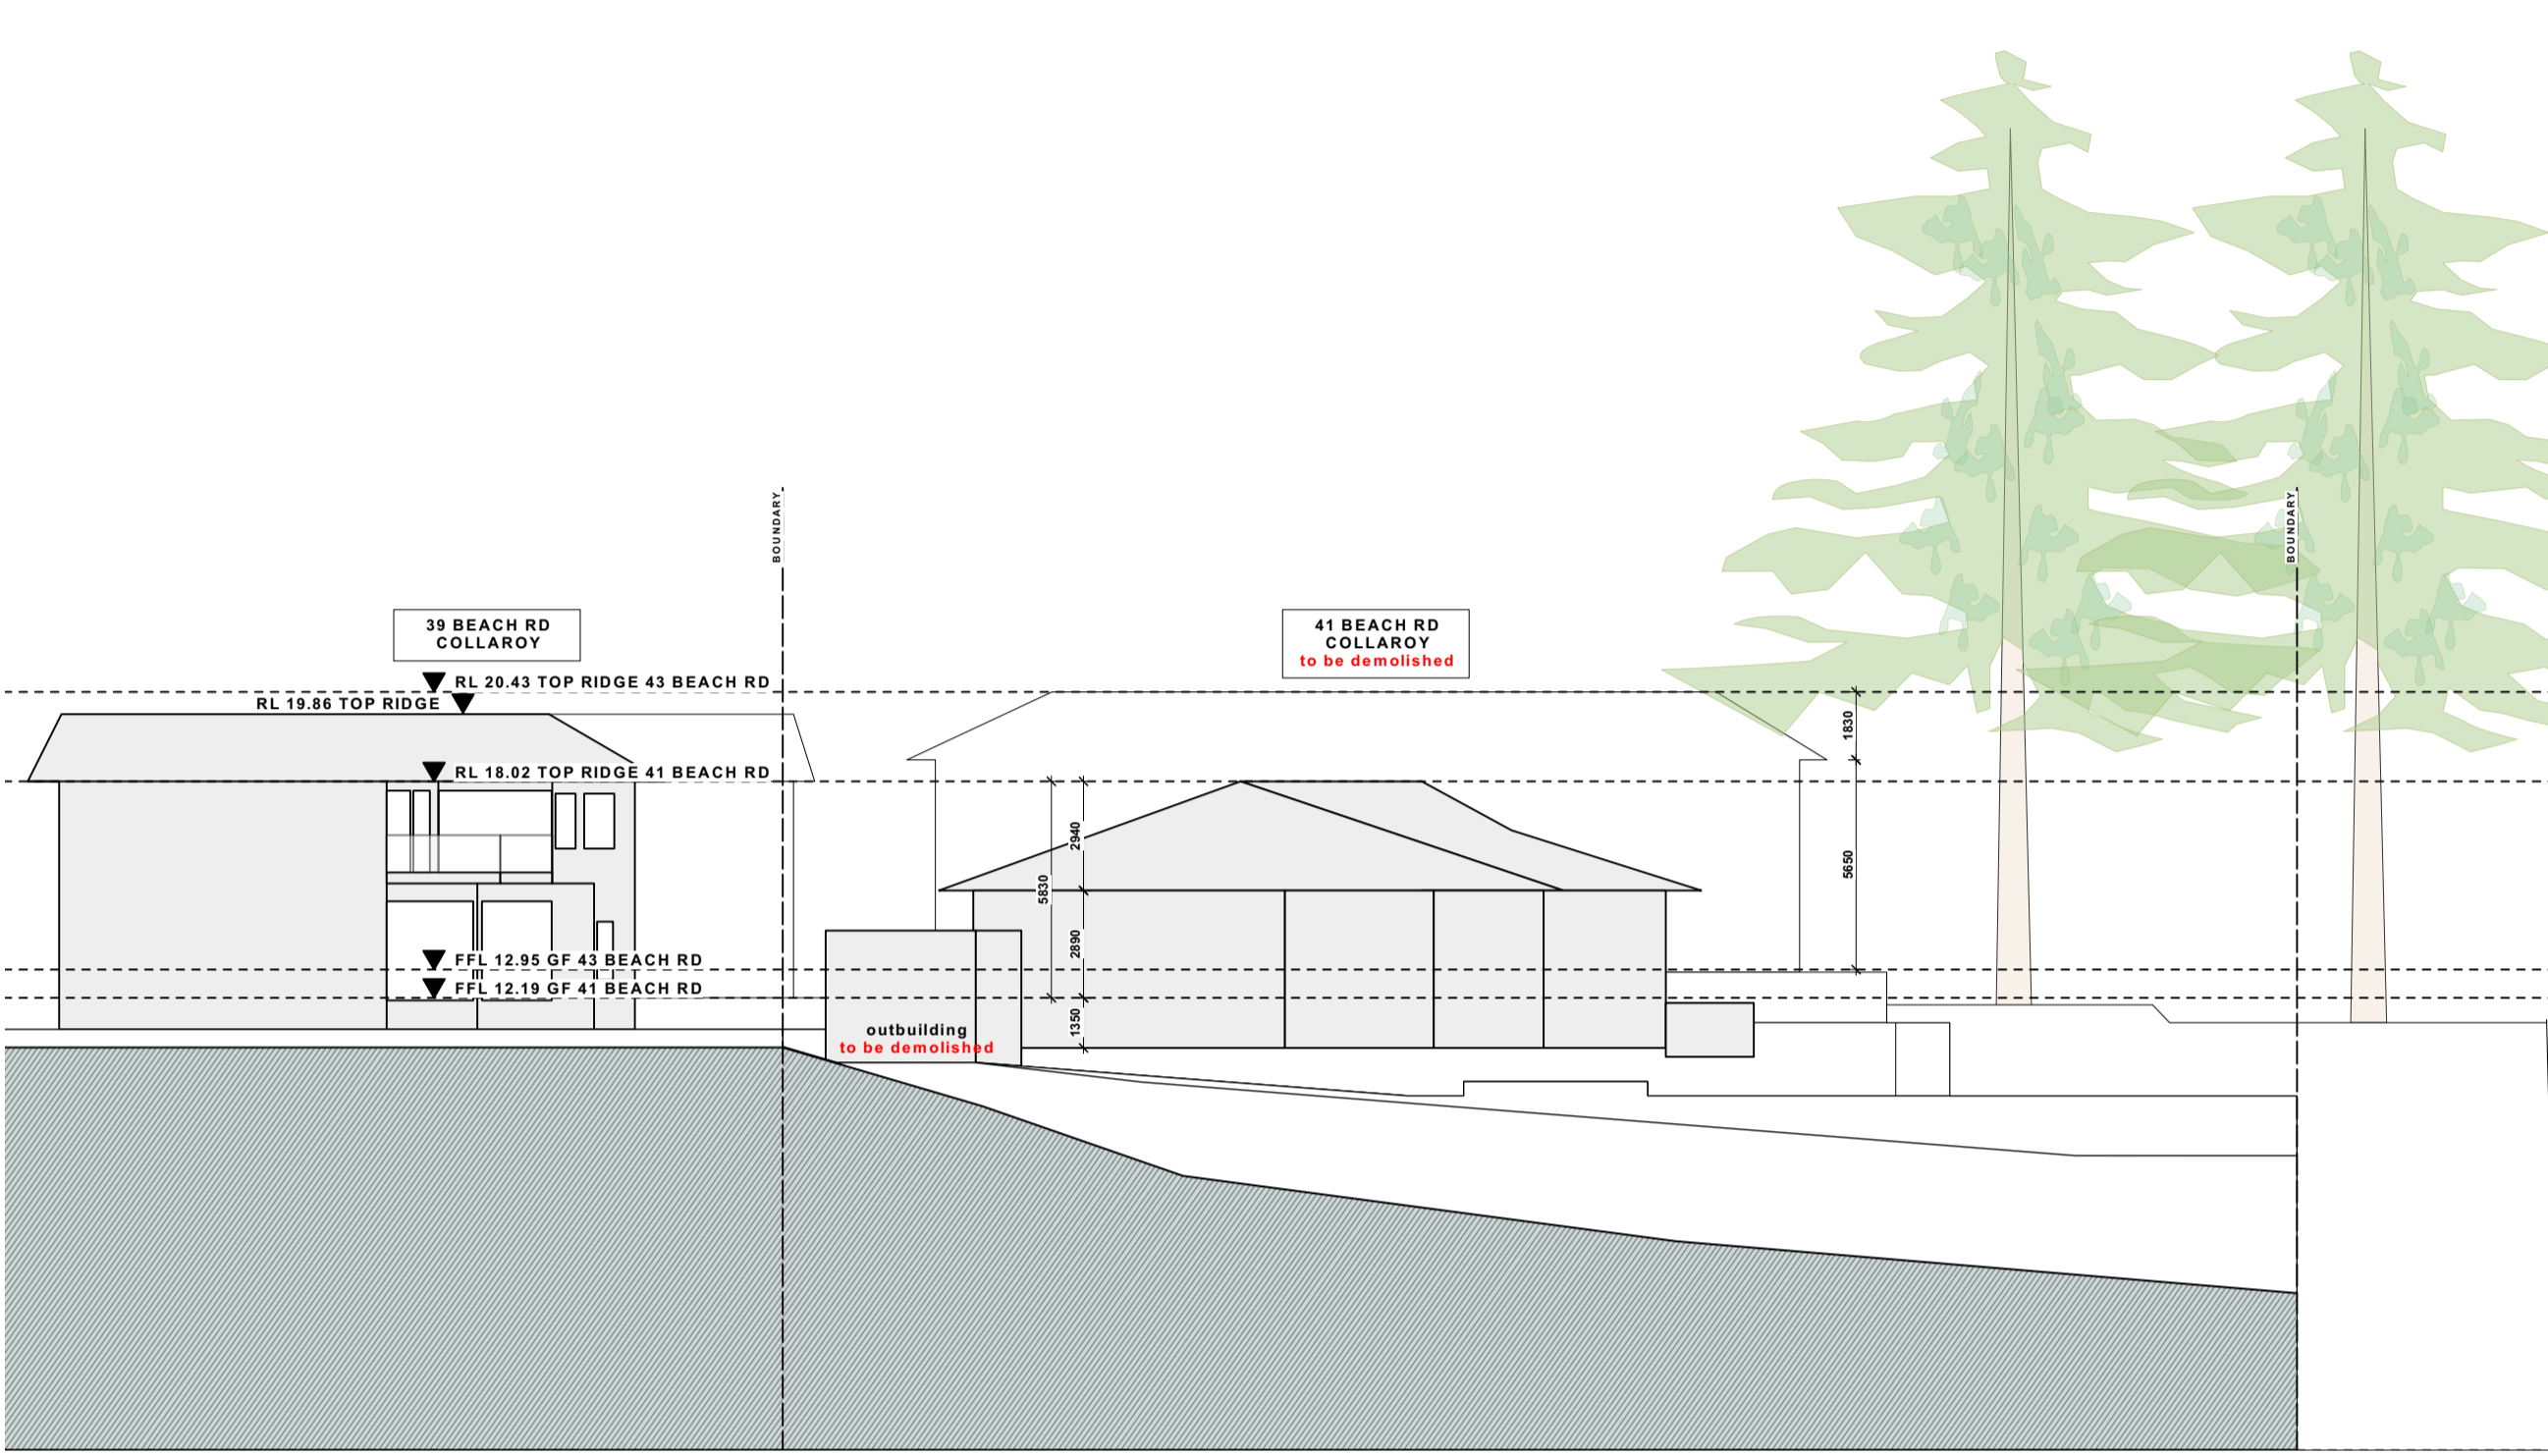 BOUNDARY
BOUNDARY
39 BEACH RD
COLLAROY
41 BEACH RD
COLLAROY
to be demolished
RL 20.43 TOP RIDGE 43 BEACH RD
RL 19.86 TOP RIDGE
1830
RL 18.02 TOP RIDGE 41 BEACH RD
2940
5830
5650
2890
FFL 12.95 GF 43 BEACH RD
FFL 12.19 GF 41 BEACH RD
1350
outbuilding
to be demolished